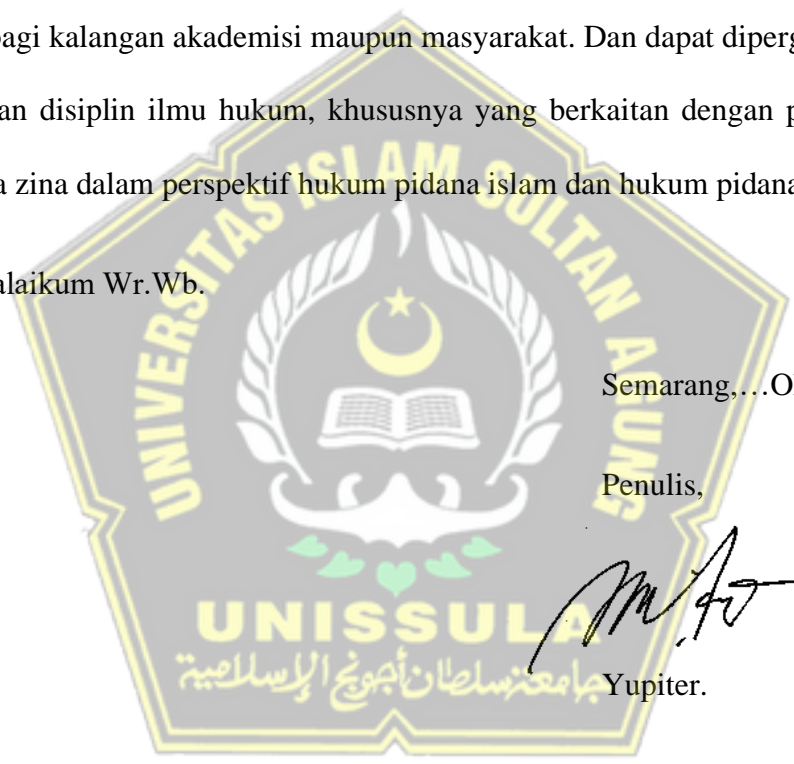 bagi kalangan akademisi maupun masyarakat. Dan dapat diperg
an disiplin ilmu hukum, khususnya yang berkaitan dengan p
a zina dalam perspektif hukum pidana islam dan hukum pidana
alaikum Wr.Wb.
UNIVERSITAS ISLAM SULTAN AGUNG
Semarang,…O
Penulis,
UNISSULA
جامعة سلطان أجونج الإسلامية
Yupiter.